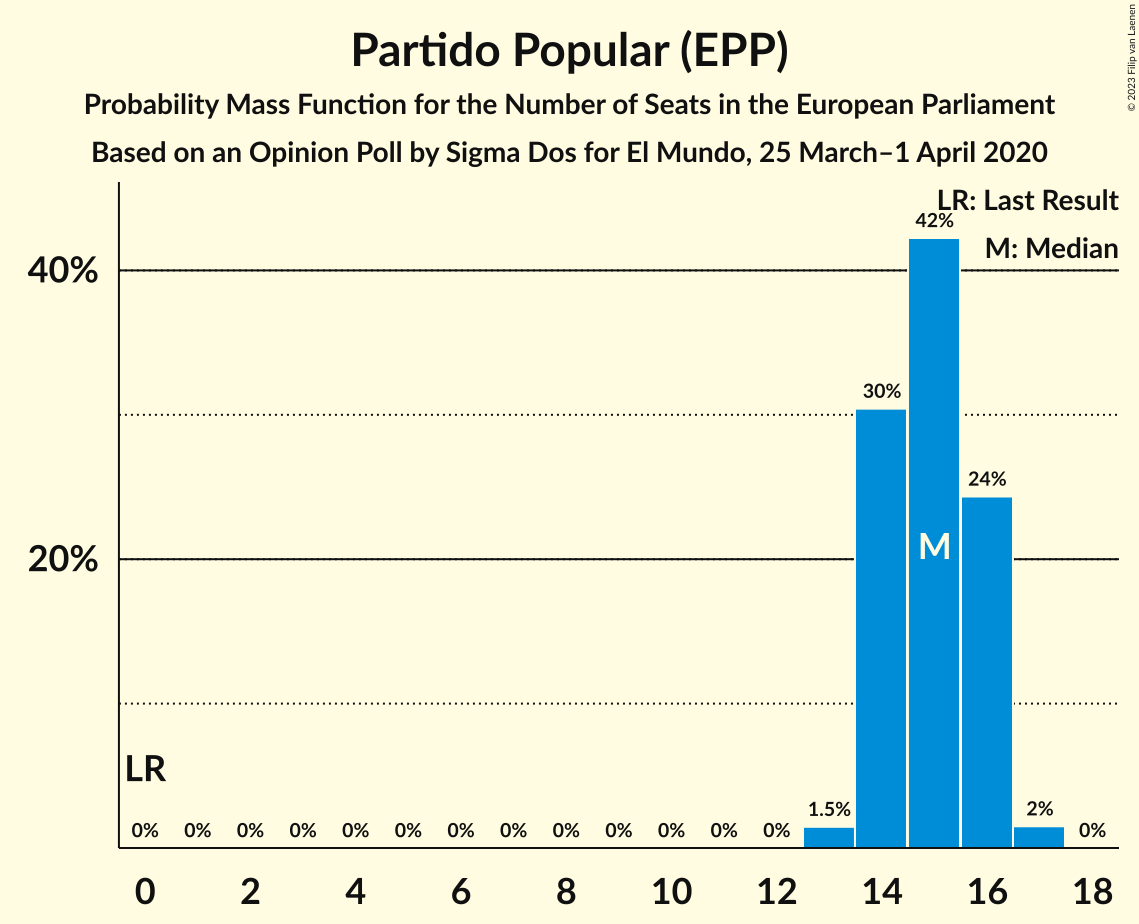 Partido Popular (EPP)
Probability Mass Function for the Number of Seats in the European Parliament
Based on an Opinion Poll by Sigma Dos for El Mundo, 25 March–1 April 2020
© 2023 Filip van Laenen
LR: Last Result
M: Median
42%
40%
30%
24%
20%
M
LR
0% 0% 0% 0% 0% 0% 0% 0% 0% 0% 0% 0% 0% 1.5% 2% 0%
0 2 4 6 8 10 12 14 16 18